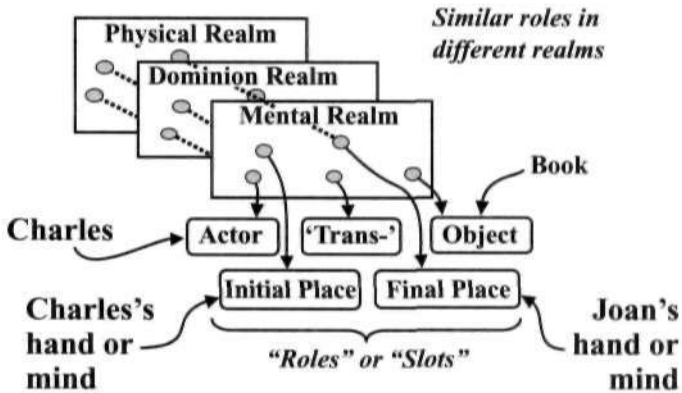 Physical Realm
Similar roles in
different realms
Dominion Realm
Mental Realm
Book
Charles
Actor
‘Trans-’
Object
Initial Place
Final Place
Charles’s
hand or
mind
Joan’s
hand or
mind
“Roles” or “Slots”